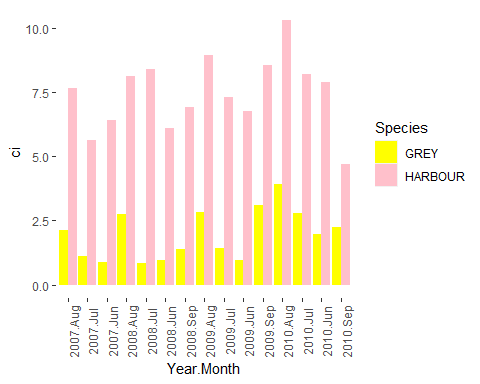 10.0
7.5
5.0
2.5
0.0
ci
2007.Aug
2007.Jul
2007.Jun
2008.Aug
2008.Jul
2008.Jun
2008.Sep
2009.Aug
2009.Jul
2009.Jun
2009.Sep
2010.Aug
2010.Jul
2010.Jun
2010.Sep
Year.Month
Species
GREY
HARBOUR